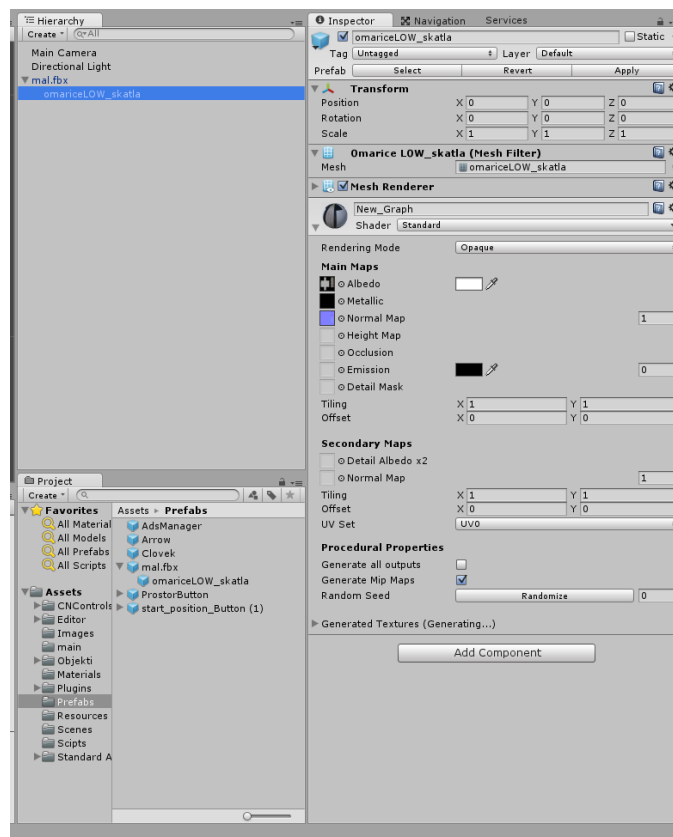 Hierarchy
Create
All
Main Camera
Directional Light
mal.fbx
omariceLOW_skatla
Project
Create
Favorites
All Material
All Models
All Prefabs
All Scripts
Assets
CNControls
Editor
Images
main
Objekti
Materials
Plugins
Prefabs
Resources
Scenes
Scipts
Standard A
Assets Prefabs
AdsManager
Arrow
Clovek
mal.fbx
omariceLOW_skatla
ProstorButton
start_position_Button (1)
Inspector Navigation Services
omariceLOW_skatla Static
Tag Untagged Layer Default
Prefab Select Revert Apply
Transform
Position X 0 Y 0 Z 0
Rotation X 0 Y 0 Z 0
Scale X 1 Y 1 Z 1
Omarice LOW_skatla (Mesh Filter)
Mesh omariceLOW_skatla
Mesh Renderer
New_Graph
Shader Standard
Rendering Mode Opaque
Main Maps
Albedo
Metallic
Normal Map 1
Height Map
Occlusion
Emission 0
Detail Mask
Tiling X 1 Y 1
Offset X 0 Y 0
Secondary Maps
Detail Albedo x2
Normal Map 1
Tiling X 1 Y 1
Offset X 0 Y 0
UV Set UV0
Procedural Properties
Generate all outputs
Generate Mip Maps
Random Seed Randomize 0
Generated Textures (Generating...)
Add Component